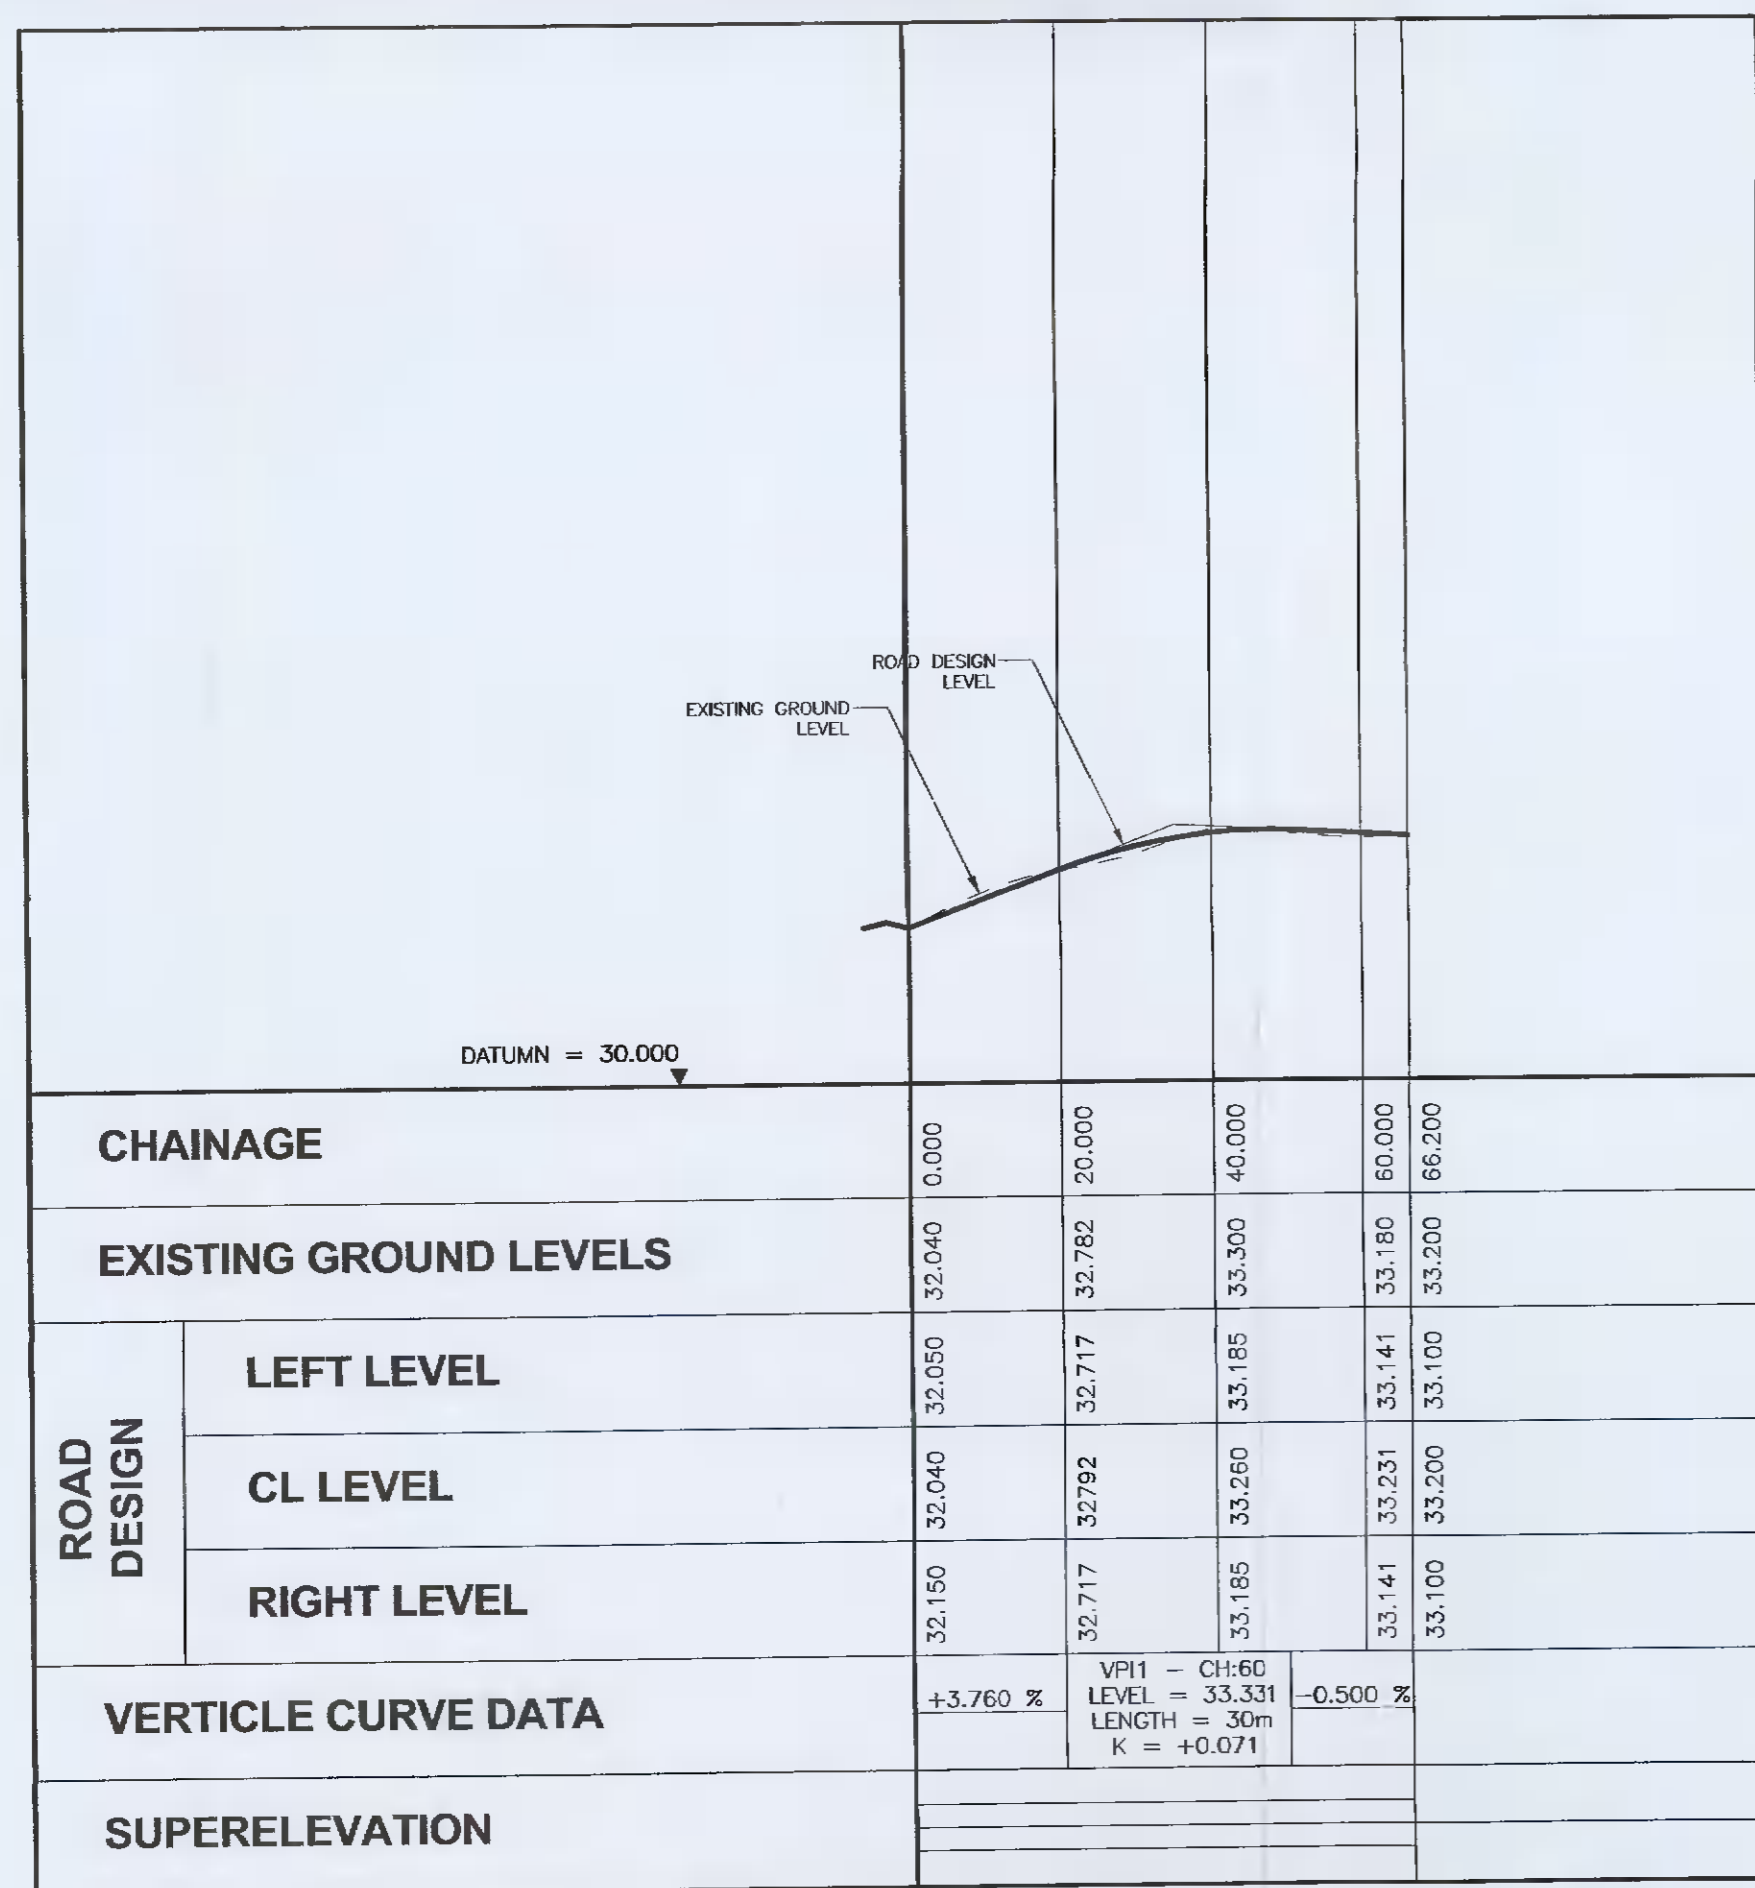 ROAD DESIGN
LEVEL
EXISTING GROUND
LEVEL
DATUMN = 30.000
CHAINAGE 0.000 20.000 40.000 60.000 66.200
EXISTING GROUND LEVELS 32.040 32.782 33.300 33.180 33.200
ROAD
DESIGN
LEFT LEVEL 32.050 32.717 33.185 33.141 33.100
CL LEVEL 32.040 32792 33.260 33.231 33.200
RIGHT LEVEL 32.150 32.717 33.185 33.141 33.100
VERTICLE CURVE DATA
+3.760 %
VPI1 - CH:60
LEVEL = 33.331
LENGTH = 30m
K = +0.071
-0.500 %
SUPERELEVATION